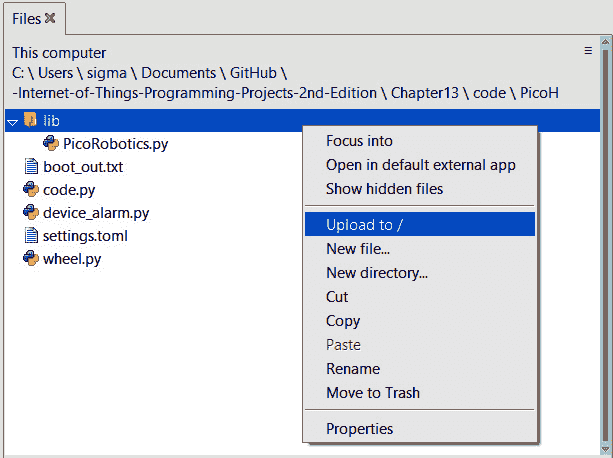 Files
This computer
C: \ Users \ sigma \ Documents \ GitHub \
-Internet-of-Things-Programming-Projects-2nd-Edition \ Chapter13 \ code \ PicoH
lib
PicoRobotics.py
boot_out.txt
code.py
device_alarm.py
settings.toml
wheel.py
Focus into
Open in default external app
Show hidden files
Upload to /
New file...
New directory...
Cut
Copy
Paste
Rename
Move to Trash
Properties